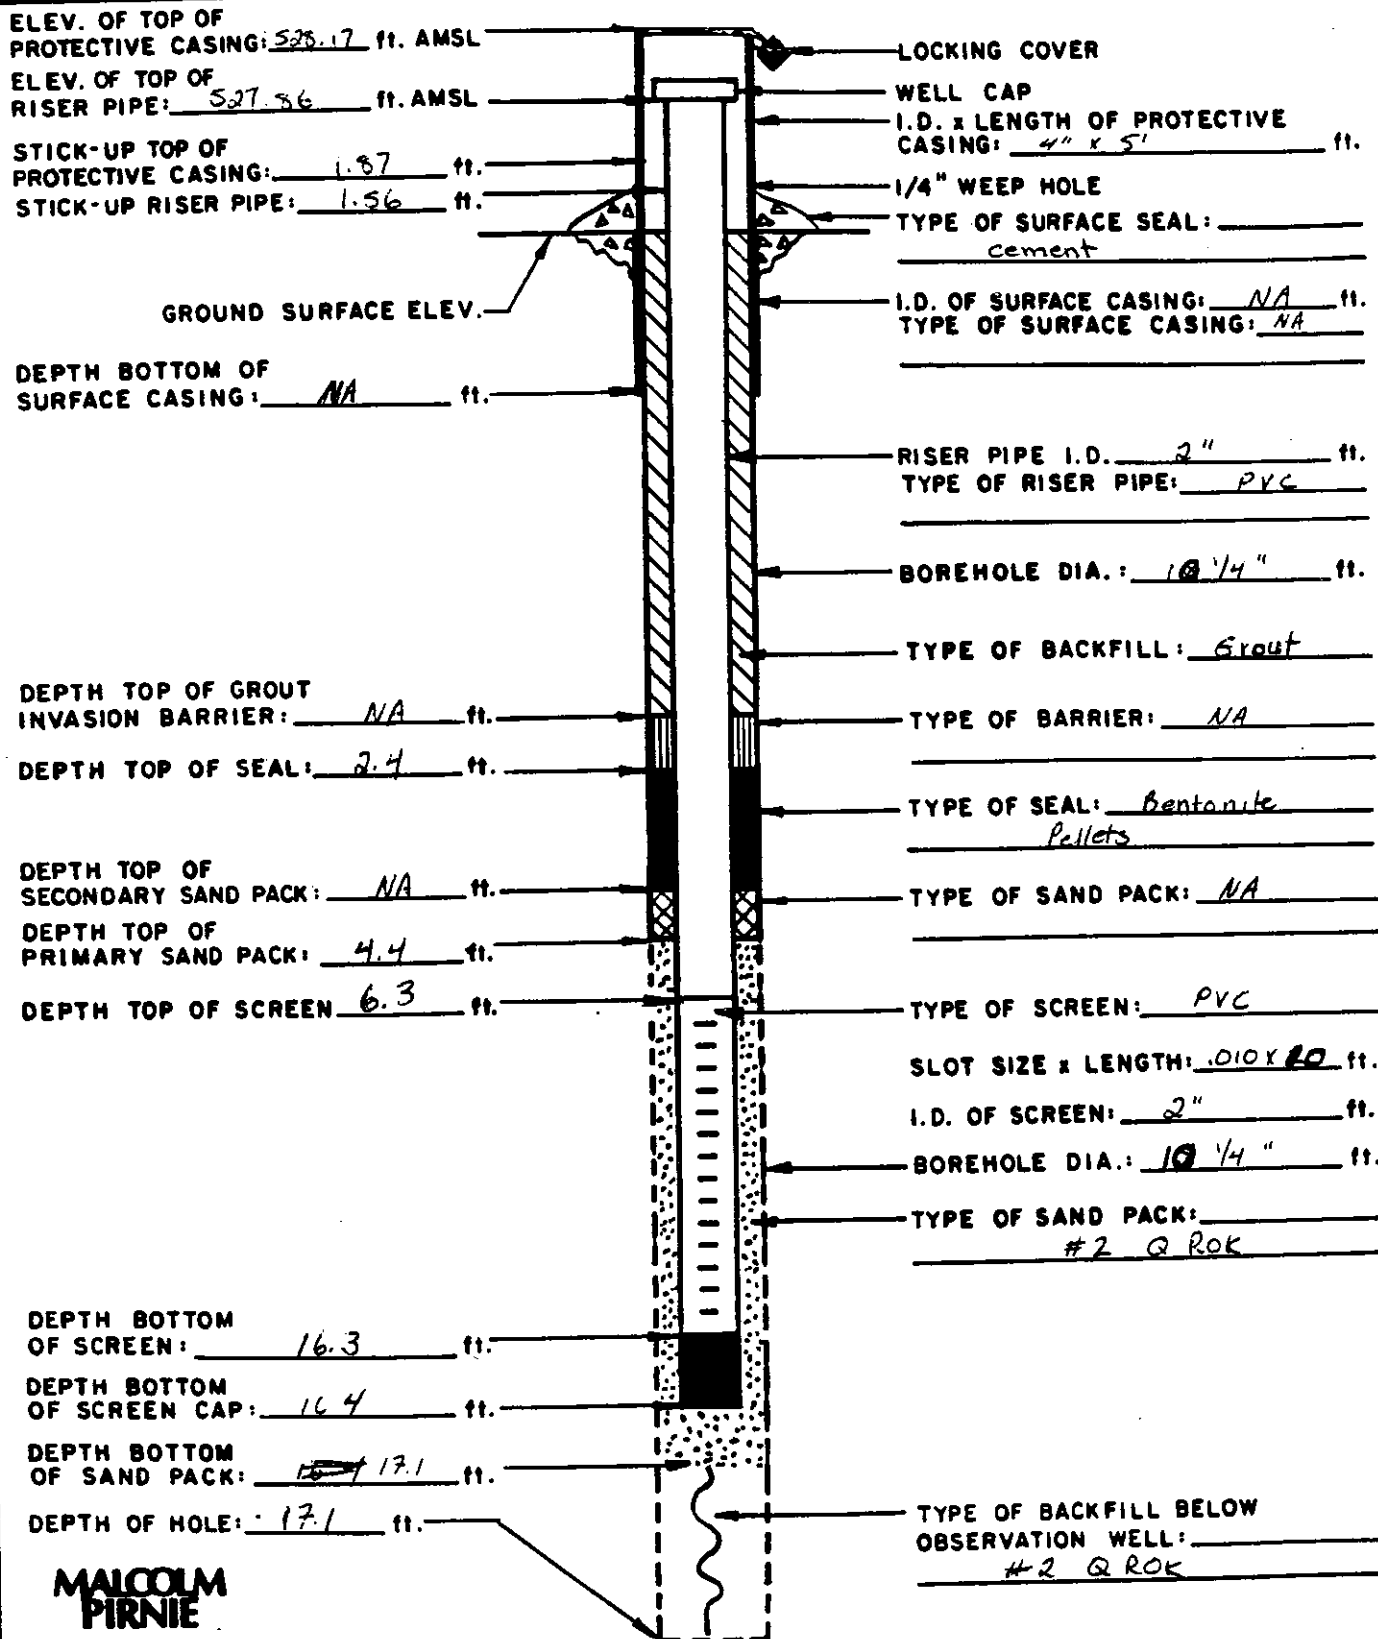 ELEV. OF TOP OF
PROTECTIVE CASING: 528.17 ft. AMSL
ELEV. OF TOP OF
RISER PIPE: 527.86 ft. AMSL
STICK-UP TOP OF
PROTECTIVE CASING: 1.87 ft.
STICK-UP RISER PIPE: 1.56 ft.
GROUND SURFACE ELEV.
DEPTH BOTTOM OF
SURFACE CASING: NA ft.
DEPTH TOP OF GROUT
INVASION BARRIER: NA ft.
DEPTH TOP OF SEAL: 2.4 ft.
DEPTH TOP OF
SECONDARY SAND PACK: NA ft.
DEPTH TOP OF
PRIMARY SAND PACK: 4.4 ft.
DEPTH TOP OF SCREEN 6.3 ft.
DEPTH BOTTOM
OF SCREEN: 16.3 ft.
DEPTH BOTTOM
OF SCREEN CAP: 16.4 ft.
DEPTH BOTTOM
OF SAND PACK: 17.1 ft.
DEPTH OF HOLE: 17.1 ft.
MALCOLM
PIRNIE
LOCKING COVER
WELL CAP
I.D. x LENGTH OF PROTECTIVE
CASING: 4" x 5' ft.
1/4" WEEP HOLE
TYPE OF SURFACE SEAL:
cement
I.D. OF SURFACE CASING: NA ft.
TYPE OF SURFACE CASING: NA
RISER PIPE I.D. 2" ft.
TYPE OF RISER PIPE: PVC
BOREHOLE DIA.: 10 1/4" ft.
TYPE OF BACKFILL: Grout
TYPE OF BARRIER: NA
TYPE OF SEAL: Bentonite
Pellets
TYPE OF SAND PACK: NA
TYPE OF SCREEN: PVC
SLOT SIZE x LENGTH: .010 x 10 ft.
I.D. OF SCREEN: 2" ft.
BOREHOLE DIA.: 10 1/4" ft.
TYPE OF SAND PACK:
#2 Q ROK
TYPE OF BACKFILL BELOW
OBSERVATION WELL:
#2 Q ROK